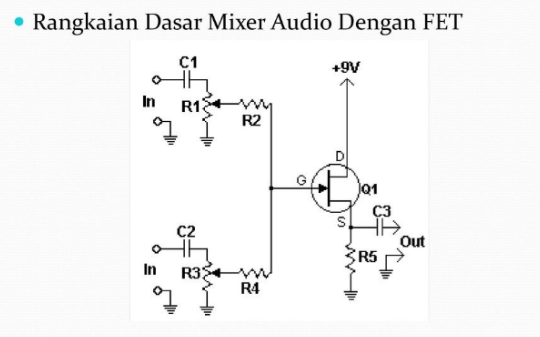 • Rangkaian Dasar Mixer Audio Dengan FET
C1
+9V
In
R1
R2
D
G
Q1
C3
S
C2
Out
In
R3
R5
R4